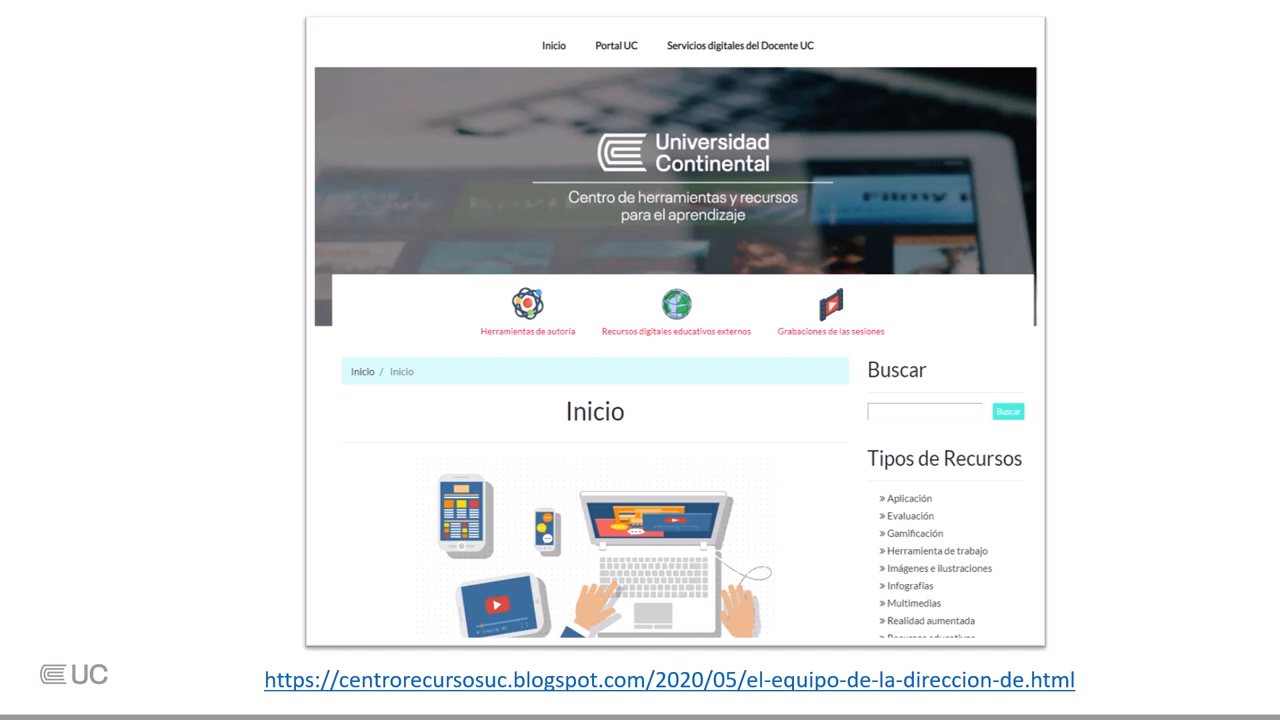 Inicio Portal UC Servicios digitales del Docente UC
Universidad
Continental
Centro de herramientas y recursos
para el aprendizaje
Herramientas de autoría Recursos digitales educativos externos Grabaciones de las sesiones
Inicio / Inicio
Inicio
Buscar
Buscar
Tipos de Recursos
» Aplicación
» Evaluación
» Gamificación
» Herramienta de trabajo
» Imágenes e ilustraciones
» Infografías
» Multimedias
» Realidad aumentada
UC
https://centrorecursosuc.blogspot.com/2020/05/el-equipo-de-la-direccion-de.html